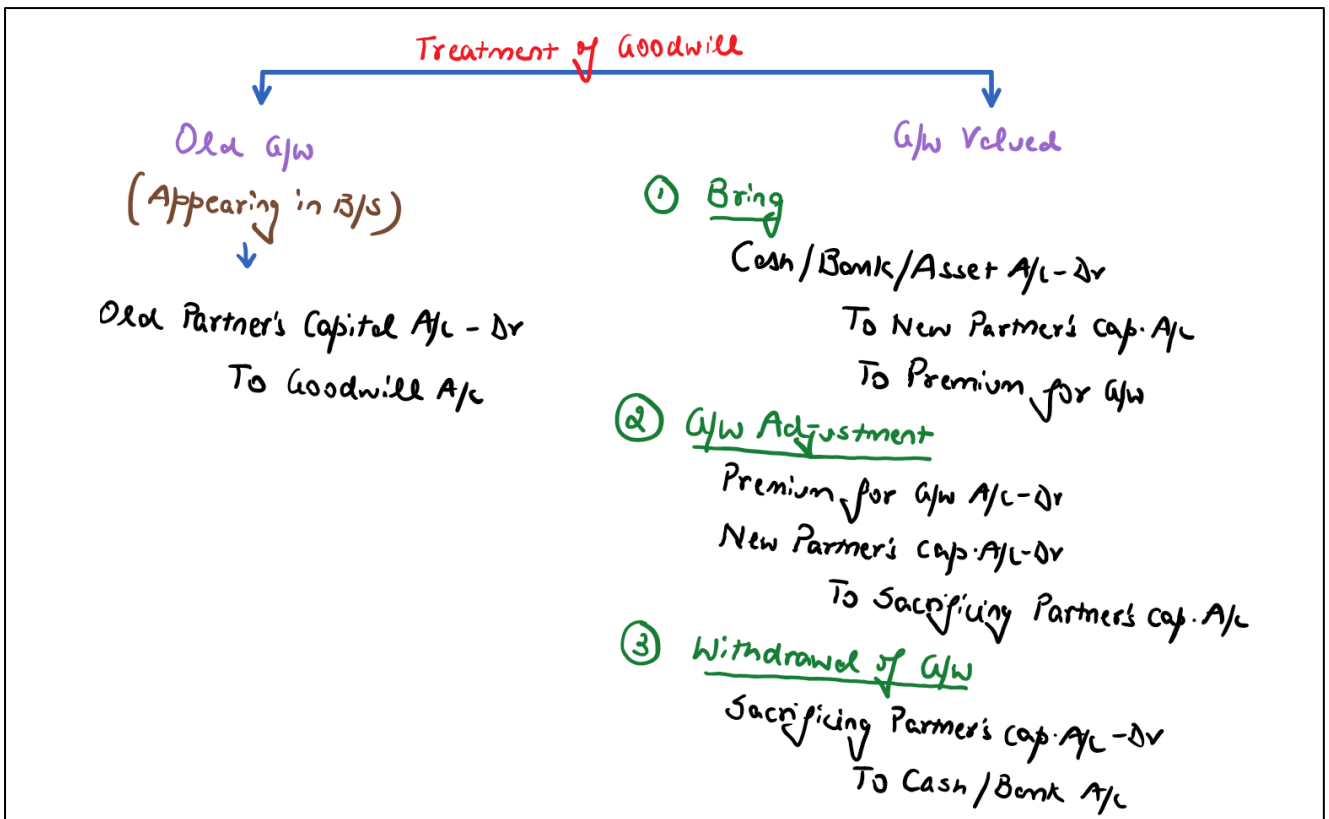 Treatment of Goodwill
Old G/w
(Appearing in B/S)
Old Partner's Capital A/c - Dr
To Goodwill A/c
G/w Valued
① Bring
Cash/Bank/Asset A/c-Dr
To New Partner's cap. A/c
To Premium for G/w
② G/w Adjustment
Premium for G/w A/c-Dr
New Partner's cap. A/c-Dr
To Sacrificing Partner's cap. A/c
③ Withdrawal of G/w
Sacrificing Partner's cap. A/c -Dr
To Cash/Bank A/c